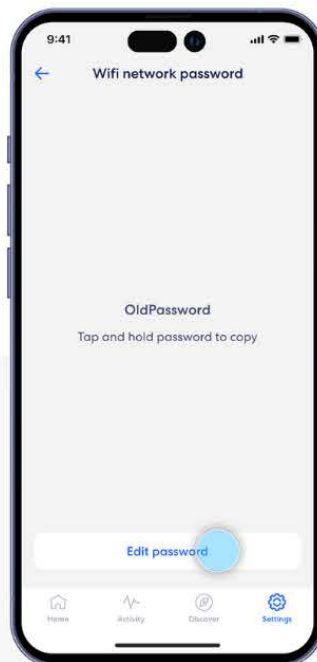 9:41
Wifi network password
OldPassword
Tap and hold password to copy
Edit password
Home
Activity
Discover
Settings